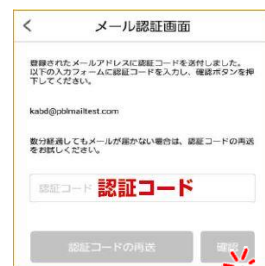 メール認証画面
登録されたメールアドレスに認証コードを送付しました。
以下の入力フォームに認証コードを入力し、確認ボタンを押
下してください。
kabd@pblmailtest.com
数分経過してもメールが届かない場合は、認証コードの再送
をお試しください。
認証コード 認証コード
認証コードの再送 確認